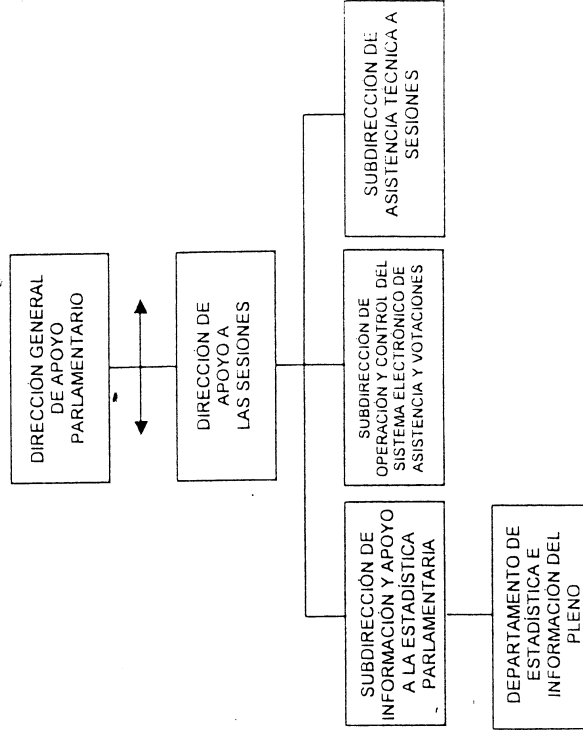 DIRECCIÓN GENERAL
DE APOYO
PARLAMENTARIO
DIRECCIÓN DE
APOYO A
LAS SESIONES
SUBDIRECCIÓN DE
INFORMACIÓN Y APOYO
A LA ESTADÍSTICA
PARLAMENTARIA
SUBDIRECCIÓN DE
OPERACIÓN Y CONTROL DEL
SISTEMA ELECTRÓNICO DE
ASISTENCIA Y VOTACIONES
SUBDIRECCIÓN DE
ASISTENCIA TÉCNICA A
SESIONES
DEPARTAMENTO DE
ESTADÍSTICA E
INFORMACIÓN DEL
PLENO